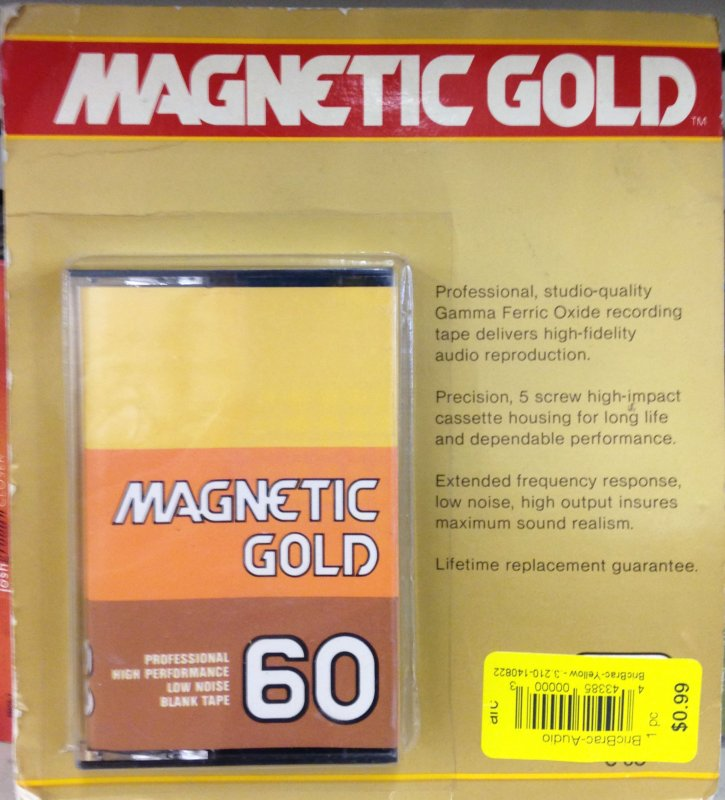 MAGNETIC GOLD™
Professional, studio-quality
Gamma Ferric Oxide recording
tape delivers high-fidelity
audio reproduction.
Precision, 5 screw high-impact
cassette housing for long life
and dependable performance.
Extended frequency response,
low noise, high output insures
maximum sound realism.
Lifetime replacement guarantee.
MAGNETIC
GOLD
PROFESSIONAL
HIGH PERFORMANCE
LOW NOISE
BLANK TAPE
60
BricBrac-Audio
4 43385 00000 3
BricBrac-Yellow - 3.210-140822
arc
1 pc
$0.99